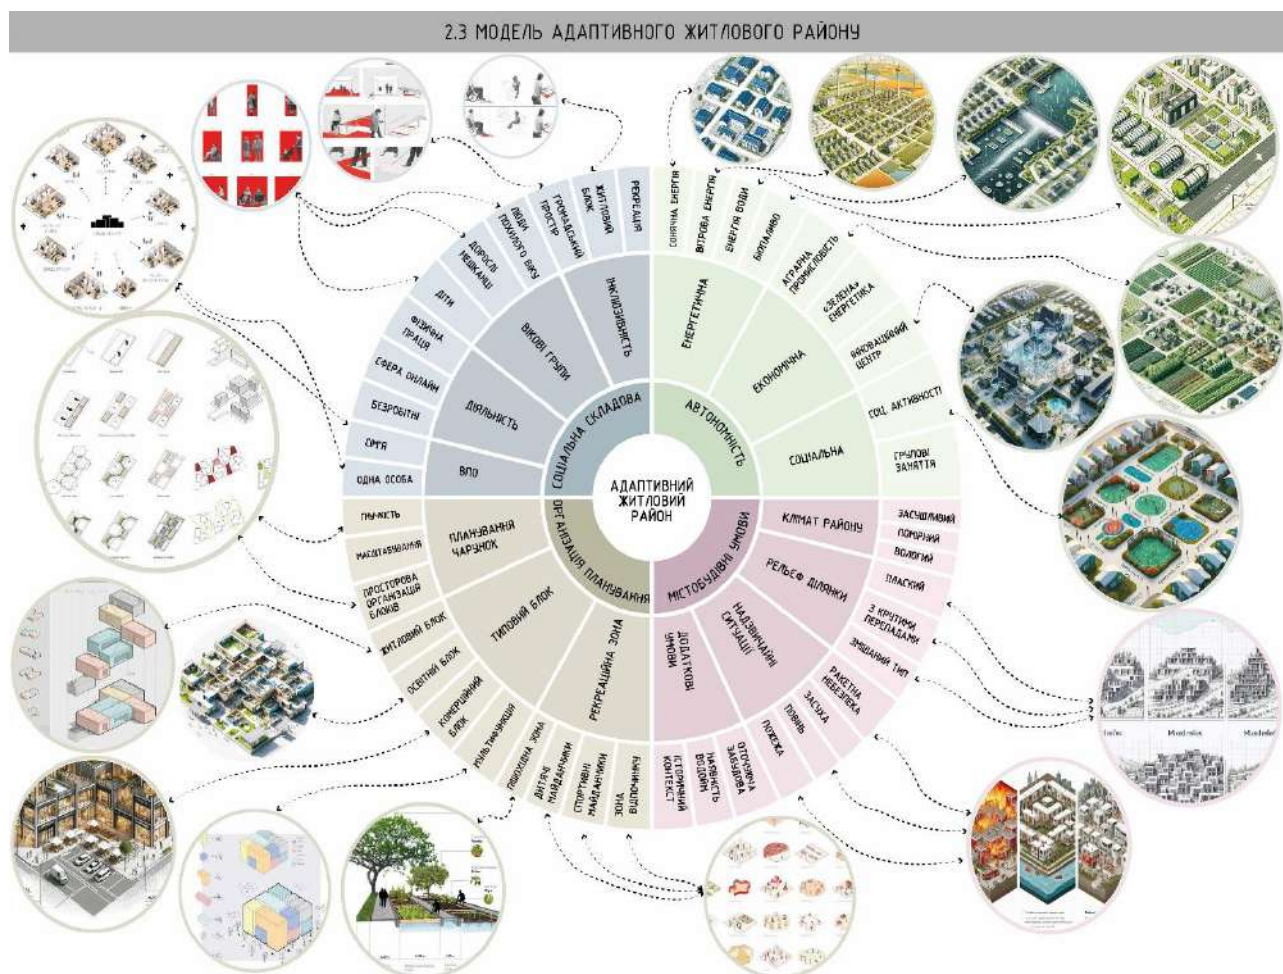 2.3 МОДЕЛЬ АДАПТИВНОГО ЖИТЛОВОГО РАЙОНУ
АДАПТИВНИЙ
ЖИТЛОВИЙ
РАЙОН
СОЦІАЛЬНА СКЛАДОВА
ІНКЛЮЗИВНІСТЬ
РЕКРЕАЦІЯ
ЖИТЛОВИЙ
БЛОК
ГРОМАДСЬКИЙ
ПРОСТІР
ВІКОВІ ГРУПИ
ЛЮДИ
ПОХИЛОГО ВІКУ
ДОРОСЛІ
МЕШКАНЦІ
ДІТИ
ДІЯЛЬНІСТЬ
ФІЗИЧНА
ПРАЦЯ
СФЕРА ОНЛАЙН
БЕЗРОБІТНІ
ВПО
ОДНА ОСОБА
АВТОНОМНІСТЬ
ЕНЕРГЕТИЧНА
СОНЯЧНА ЕНЕРГІЯ
ВІТРОВА ЕНЕРГІЯ
ЕНЕРГІЯ ВОДИ
БІОПАЛИВО
ЕКОНОМІЧНА
АГРАРНА
ПРОМИСЛОВІСТЬ
«ЗЕЛЕНА»
ЕНЕРГЕТИКА
ІННОВАЦІЙНИЙ
ЦЕНТР
СОЦІАЛЬНА
СОЦ. АКТИВНОСТІ
ГРУПОВІ
ЗАНЯТТЯ
ОРГАНІЗАЦІЯ ПЛАНУВАННЯ
ПЛАНУВАННЯ
ЧАРУНОК
ГНУЧКІСТЬ
МАСШТАБУВАННЯ
ПРОСТОРОВА
ОРГАНІЗАЦІЯ
БЛОКІВ
ТИПОВИЙ БЛОК
ЖИТЛОВИЙ БЛОК
ОСВІТНІЙ БЛОК
КОМЕРЦІЙНИЙ
БЛОК
МУЛЬТИФУНКЦІЯ
РЕКРЕАЦІЙНА ЗОНА
ПІШОХІДНА ЗОНА
ДИТЯЧІ
МАЙДАНЧИКИ
СПОРТИВНІ
МАЙДАНЧИКИ
ЗОНА
ВІДПОЧИНКУ
МІСТОБУДІВНІ УМОВИ
КЛІМАТ РАЙОНУ
ЗАСУШЛИВИЙ
ПОМІРНИЙ
ВОЛОГИЙ
РЕЛЬЄФ ДІЛЯНКИ
ПЛАСКИЙ
З КРУТИМИ
ПЕРЕПАДАМИ
ЗМІШАНИЙ ТИП
НАДЗВИЧАЙНІ
СИТУАЦІЇ
РАКЕТНА
НЕБЕЗПЕКА
ЗАСУХА
ПОВІНЬ
ПОЖЕЖА
ДОДАТКОВІ
УМОВИ
ОТОЧУЮЧА
ЗАБУДОВА
НАЯВНІСТЬ
ВОДОЙМ
ІСТОРИЧНИЙ
КОНТЕКСТ